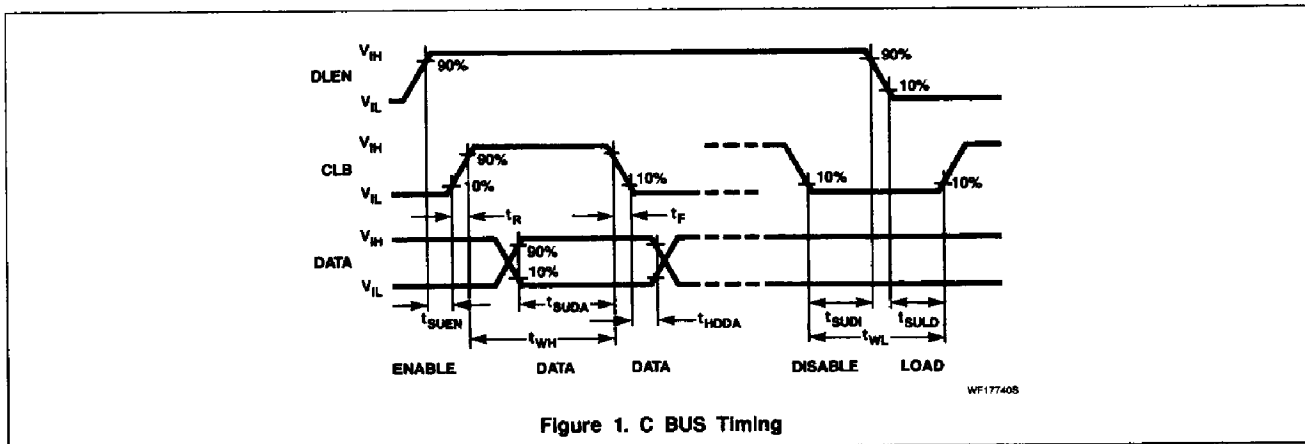 V_IH
DLEN
90%
90%
10%
V_IL
V_IH
CLB
90%
10%
10%
10%
10%
V_IL
t_R
t_F
V_IH
DATA
90%
10%
V_IL
t_SUEN
t_SUDA
t_HDDA
t_SUDI
t_SULD
t_WH
t_WL
ENABLE
DATA
DATA
DISABLE
LOAD
WF17740S
Figure 1. C BUS Timing